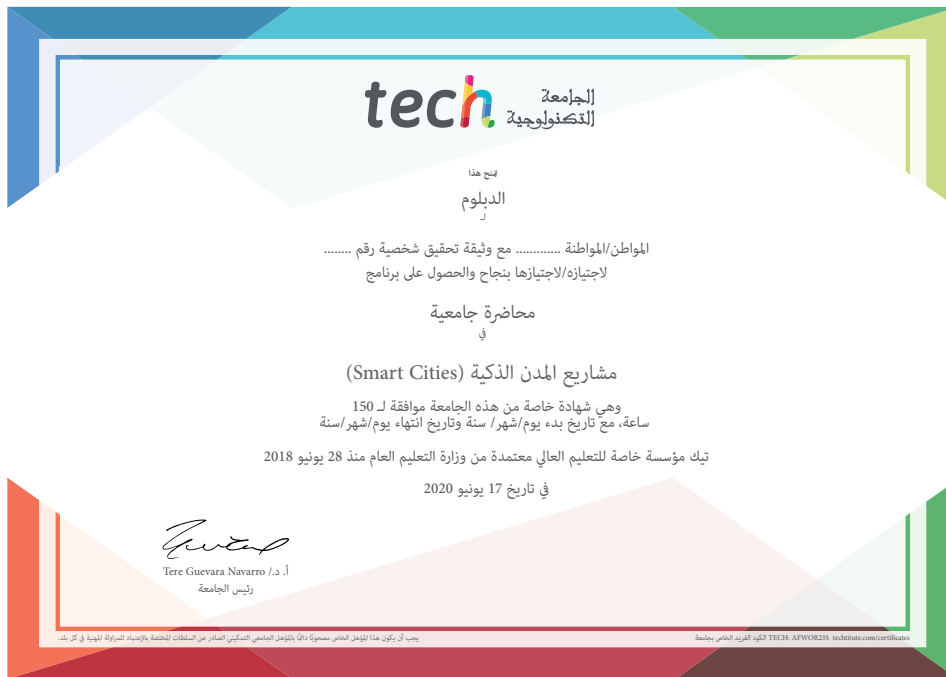 tech الجامعة
التكنولوجية
تمنح هذا
الدبلوم
لـ
المواطن/المواطنة ............. مع وثيقة تحقيق شخصية رقم ........
لاجتيازه/لاجتيازها بنجاح والحصول على برنامج
محاضرة جامعية
في
مشاريع المدن الذكية (Smart Cities)
وهي شهادة خاصة من هذه الجامعة موافقة لـ 150
ساعة، مع تاريخ بدء يوم/شهر/ سنة وتاريخ انتهاء يوم/شهر/سنة
تيك مؤسسة خاصة للتعليم العالي معتمدة من وزارة التعليم العام منذ 28 يونيو 2018
في تاريخ 17 يونيو 2020
أ. د./ Tere Guevara Navarro
رئيس الجامعة
يجب أن يكون هذا المؤهل الخاص مصحوبًا دائمًا بالمؤهل الجامعي التمكيني الصادر عن السلطات المختصة بالإعتماد للمزاولة المهنية في كل بلد.
الكود الفريد الخاص بجامعة TECH: AFWOR23S techtitute.com/certificates